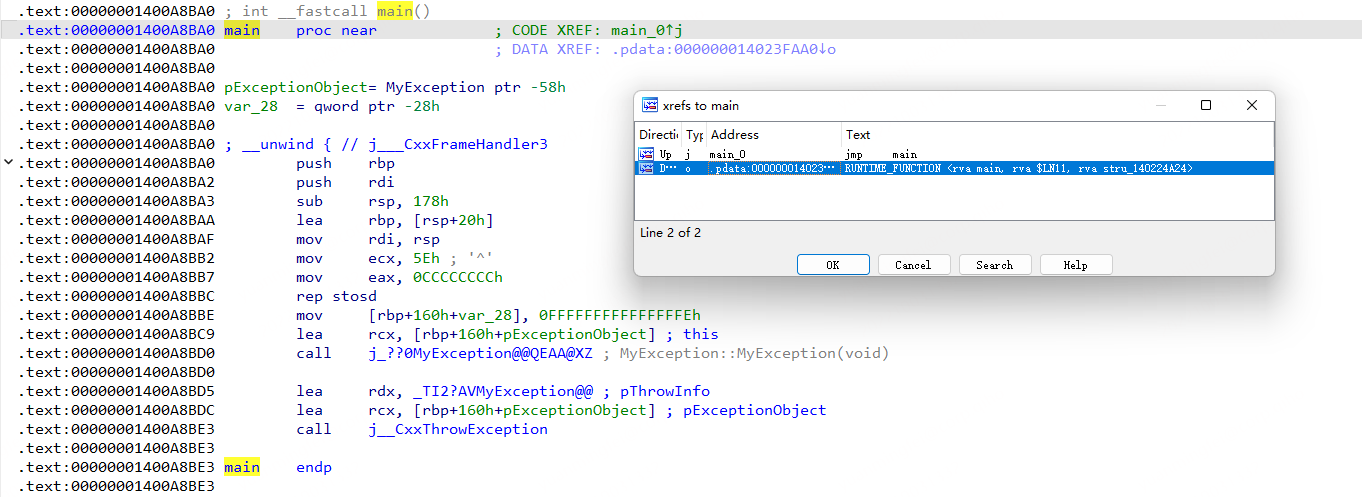 .text:00000001400A8BA0 ; int __fastcall main()
.text:00000001400A8BA0 main    proc near             ; CODE XREF: main_0↑j
.text:00000001400A8BA0                               ; DATA XREF: .pdata:000000014023FAA0↓o
.text:00000001400A8BA0
.text:00000001400A8BA0 pExceptionObject= MyException ptr -58h
.text:00000001400A8BA0 var_28  = qword ptr -28h
.text:00000001400A8BA0
.text:00000001400A8BA0 ; __unwind { // j___CxxFrameHandler3
.text:00000001400A8BA0         push    rbp
.text:00000001400A8BA2         push    rdi
.text:00000001400A8BA3         sub     rsp, 178h
.text:00000001400A8BAA         lea     rbp, [rsp+20h]
.text:00000001400A8BAF         mov     rdi, rsp
.text:00000001400A8BB2         mov     ecx, 5Eh ; '^'
.text:00000001400A8BB7         mov     eax, 0CCCCCCCCh
.text:00000001400A8BBC         rep stosd
.text:00000001400A8BBE         mov     [rbp+160h+var_28], 0FFFFFFFFFFFFFFFEh
.text:00000001400A8BC9         lea     rcx, [rbp+160h+pExceptionObject] ; this
.text:00000001400A8BD0         call    j_??0MyException@@QEAA@XZ ; MyException::MyException(void)
.text:00000001400A8BD0
.text:00000001400A8BD5         lea     rdx, _TI2?AVMyException@@ ; pThrowInfo
.text:00000001400A8BDC         lea     rcx, [rbp+160h+pExceptionObject] ; pExceptionObject
.text:00000001400A8BE3         call    j__CxxThrowException
.text:00000001400A8BE3
.text:00000001400A8BE3 main    endp
.text:00000001400A8BE3
xrefs to main
Directic Typ Address Text
Up j main_0 jmp     main
D··· o .pdata:000000014023··· RUNTIME_FUNCTION <rva main, rva $LN11, rva stru_140224A24>
Line 2 of 2
OK Cancel Search Help